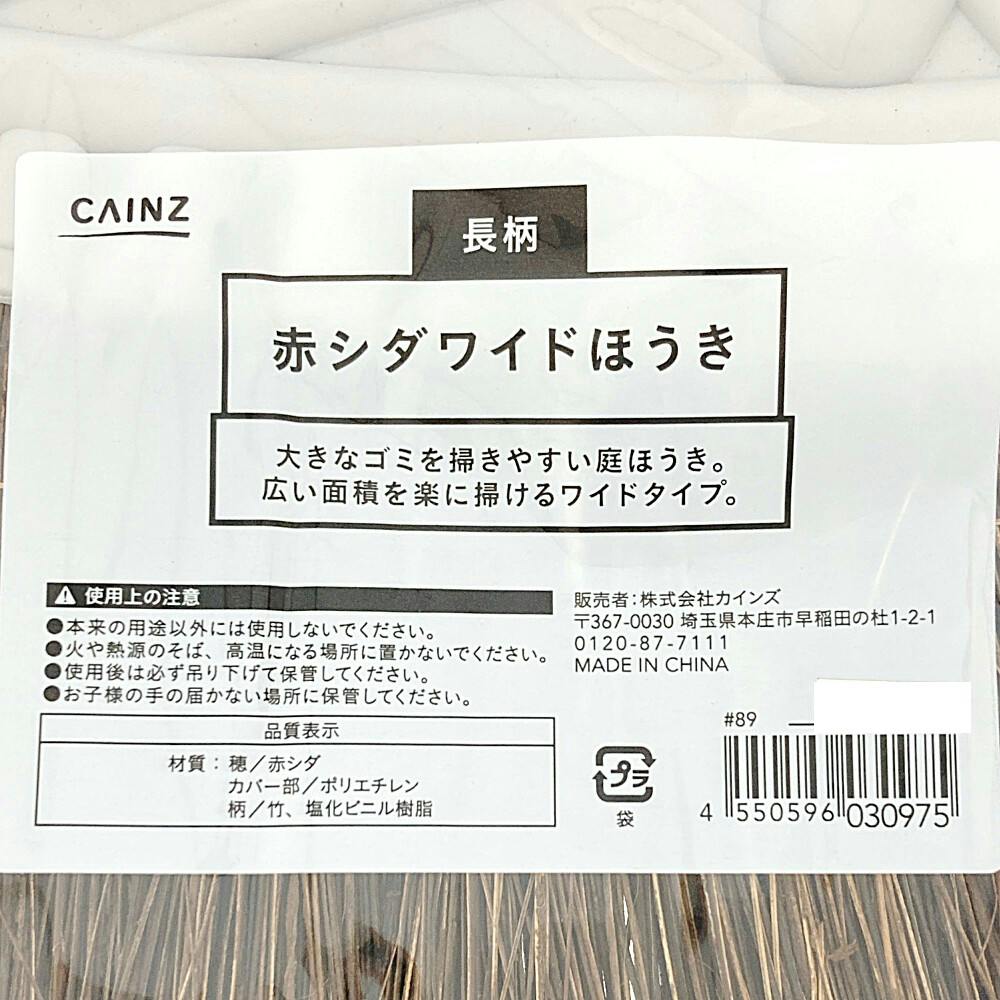 CAINZ
長柄
赤シダワイドほうき
大きなゴミを掃きやすい庭ほうき。
広い面積を楽に掃けるワイドタイプ。
使用上の注意
●本来の用途以外には使用しないでください。
●火や熱源のそば、高温になる場所に置かないでください。
●使用後は必ず吊り下げて保管してください。
●お子様の手の届かない場所に保管してください。
品質表示
材質:穂/赤シダ
カバー部/ポリエチレン
柄/竹、塩化ビニル樹脂
販売者:株式会社カインズ
〒367-0030 埼玉県本庄市早稲田の杜1-2-1
0120-87-7111
MADE IN CHINA
プラ
袋
#89
4 550596 030975